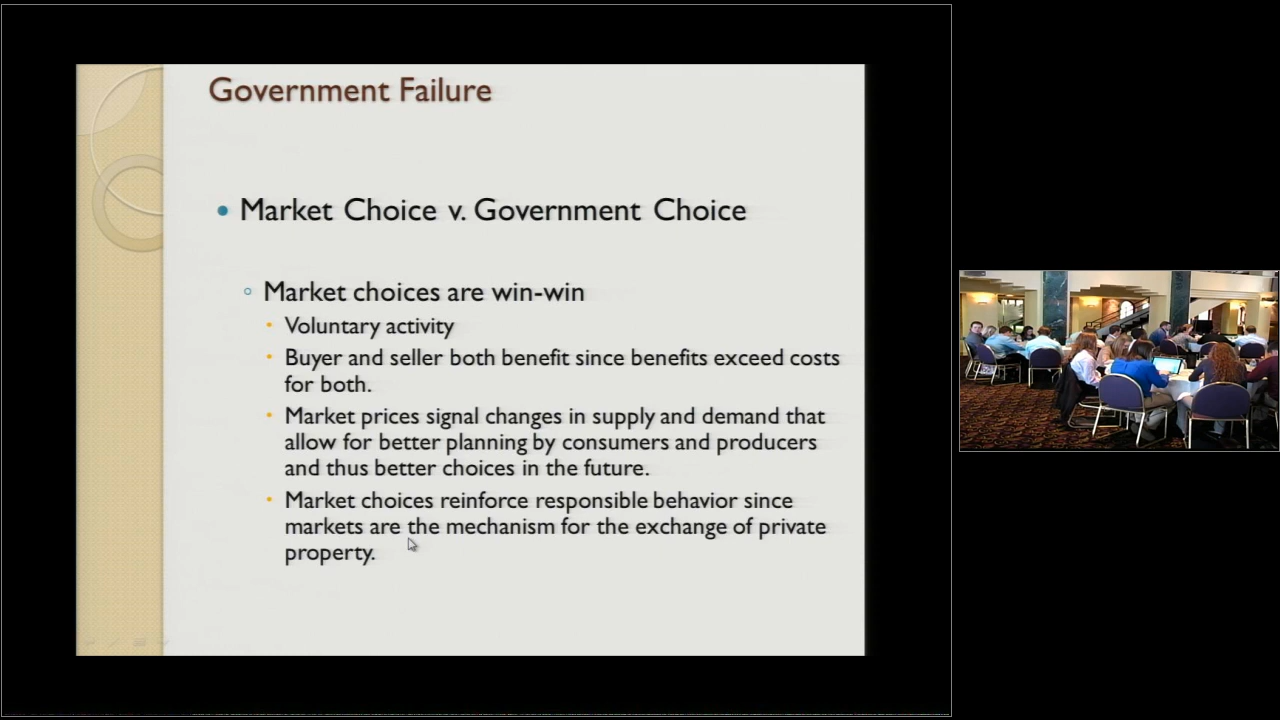 Government Failure
Market Choice v. Government Choice
Market choices are win-win
Voluntary activity
Buyer and seller both benefit since benefits exceed costs
for both.
Market prices signal changes in supply and demand that
allow for better planning by consumers and producers
and thus better choices in the future.
Market choices reinforce responsible behavior since
markets are the mechanism for the exchange of private
property.